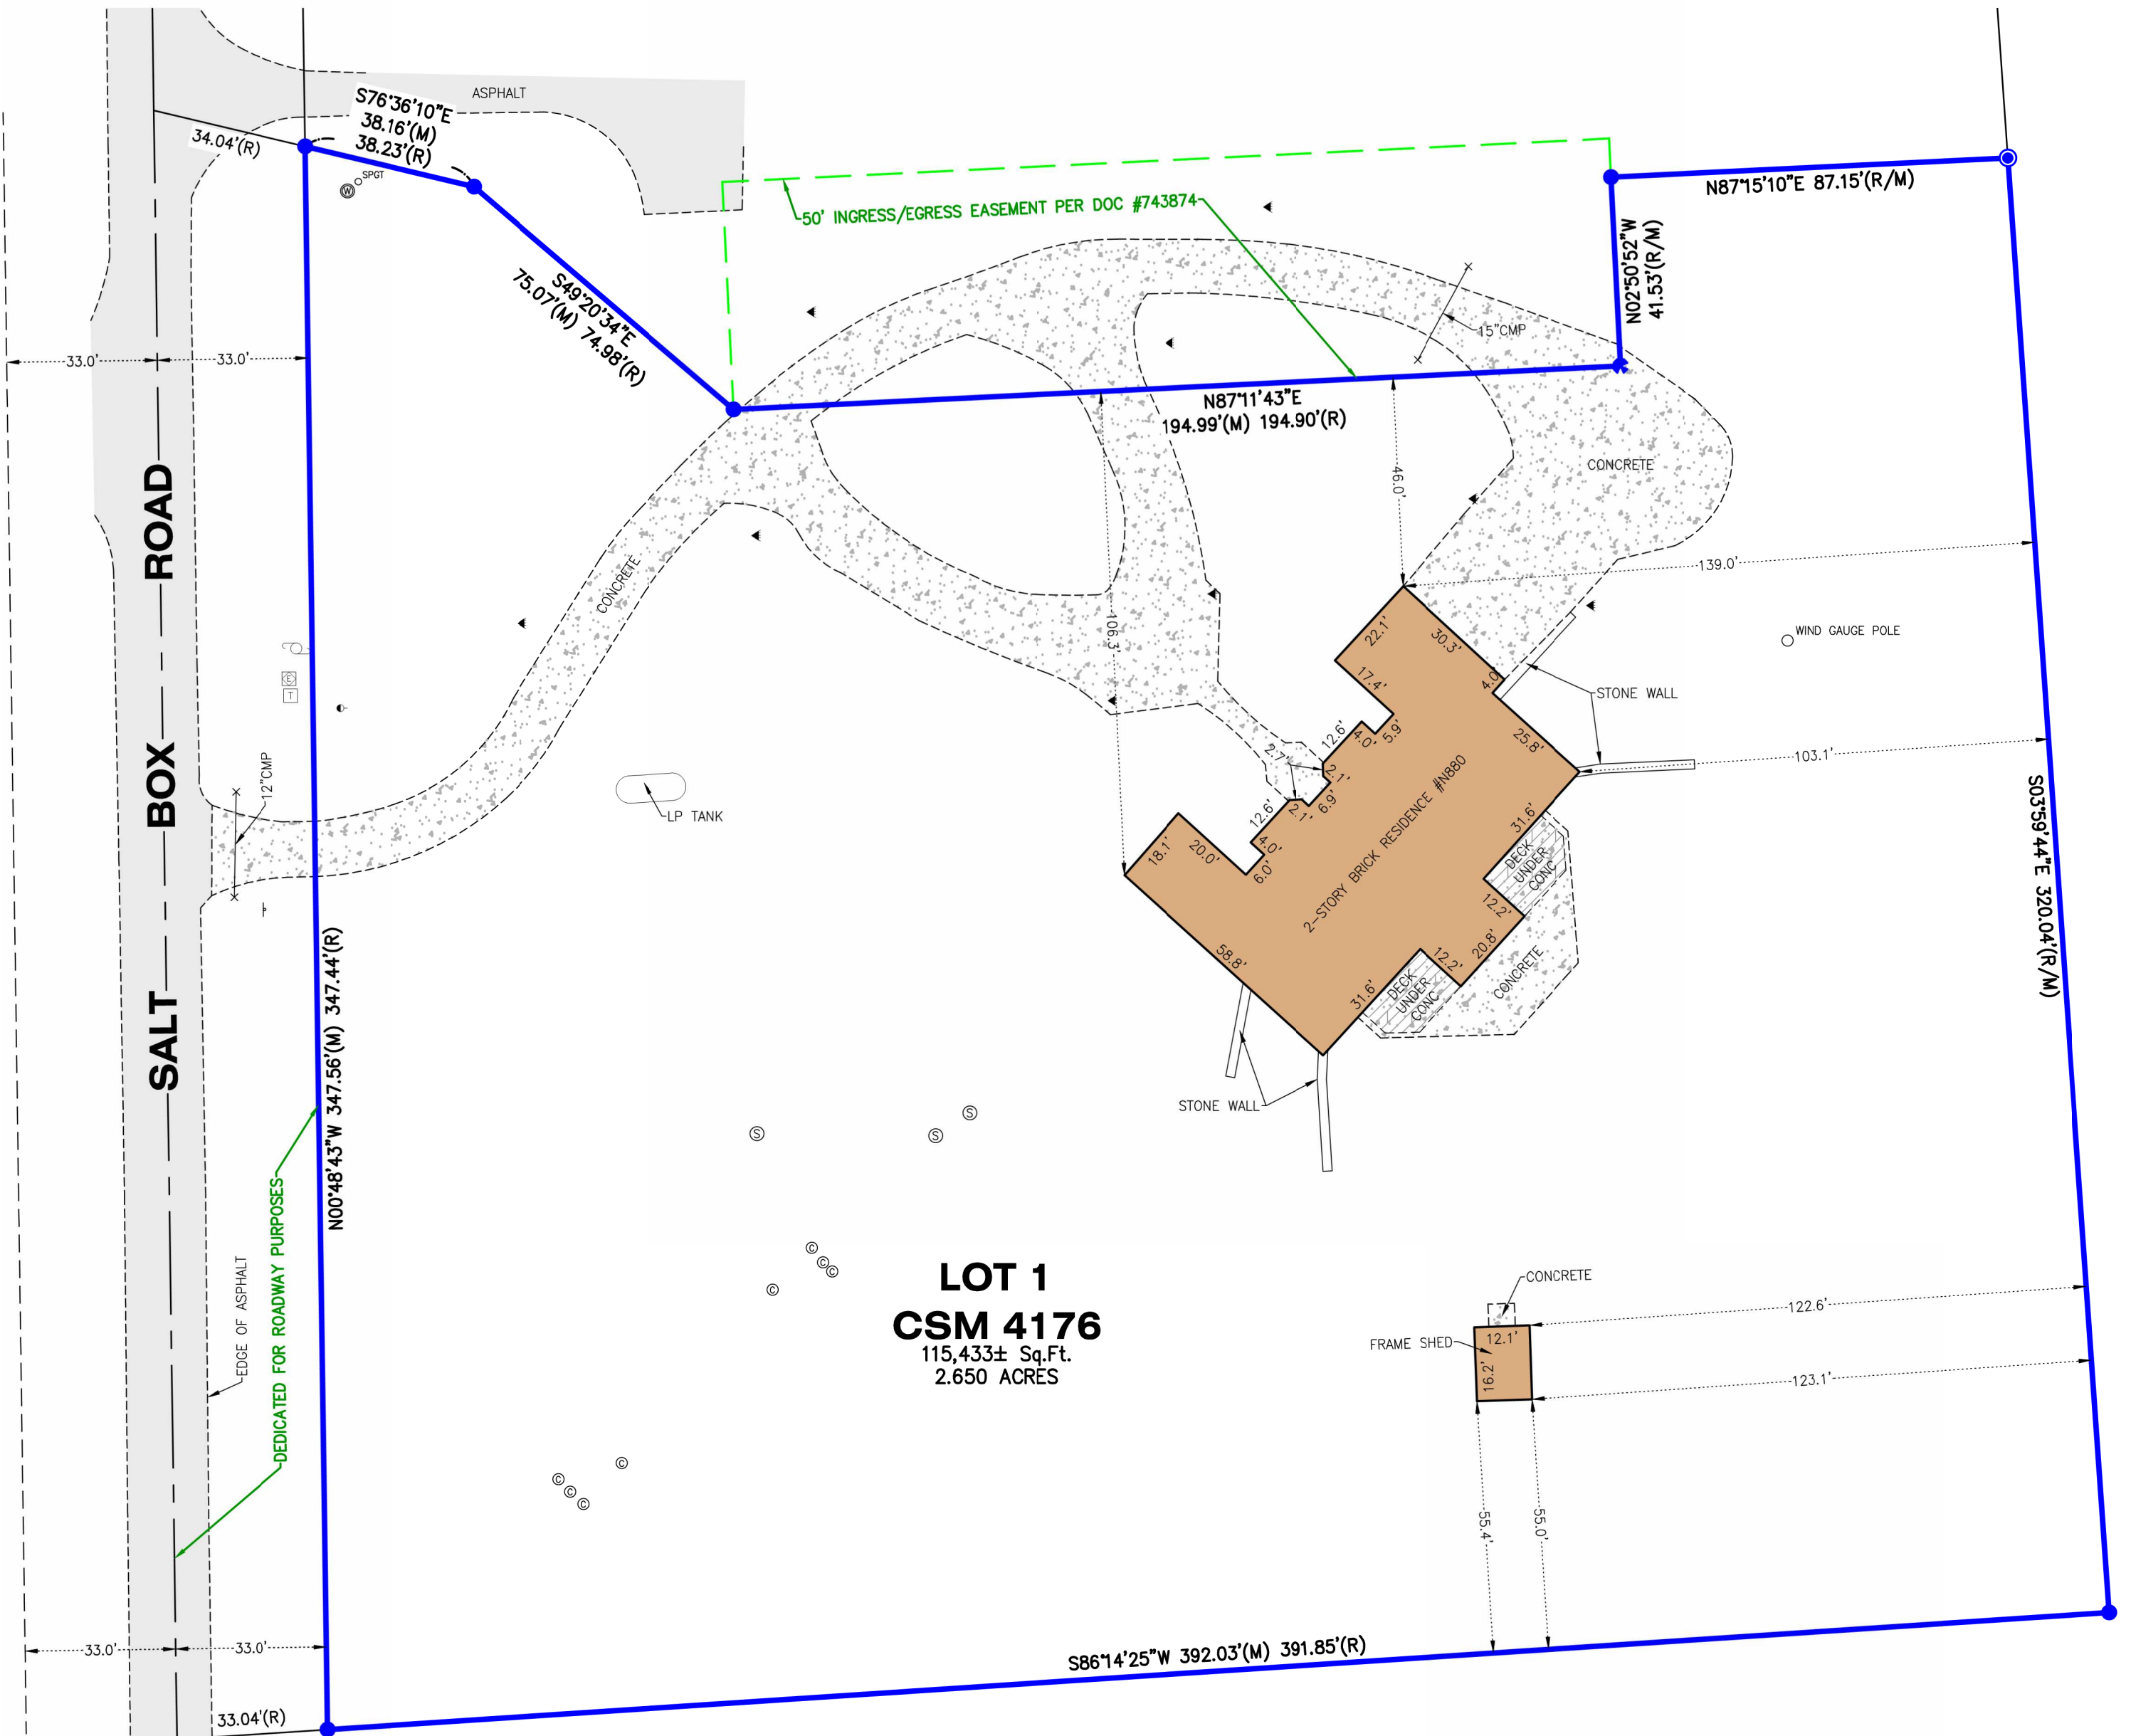 ASPHALT
S76°36'10"E
38.16'(M)
38.23'(R)
34.04'(R)
SPGT
W
N87°15'10"E 87.15'(R/M)
50' INGRESS/EGRESS EASEMENT PER DOC #743874
N02°50'52"W
41.53'(R/M)
S49°20'34"E
75.07'(M) 74.98'(R)
15"CMP
33.0'
33.0'
N87°11'43"E
194.99'(M) 194.90'(R)
CONCRETE
46.0'
139.0'
CONCRETE
106.3'
WIND GAUGE POLE
22.1'
30.3'
17.4'
4.0'
STONE WALL
E
T
12.6'
4.0'
5.9'
25.8'
2.7'
2.1'
103.1'
12"CMP
LP TANK
12.6'
2.1'
6.9'
2-STORY BRICK RESIDENCE #N880
31.6'
18.1'
20.0'
4.0'
6.0'
DECK
UNDER
CONC
12.2'
20.8'
12.2'
58.8'
31.6'
DECK
UNDER
CONC
CONCRETE
S03°59'44"E 320.04'(R/M)
SALT BOX ROAD
N00°48'43"W 347.56'(M) 347.44'(R)
STONE WALL
S
S
S
DEDICATED FOR ROADWAY PURPOSES
EDGE OF ASPHALT
C
C
C
C
LOT 1
CSM 4176
115,433± Sq.Ft.
2.650 ACRES
CONCRETE
122.6'
FRAME SHED
12.1'
16.2'
123.1'
C
C
C
C
55.4'
55.0'
33.0'
33.0'
S86°14'25"W 392.03'(M) 391.85'(R)
33.04'(R)